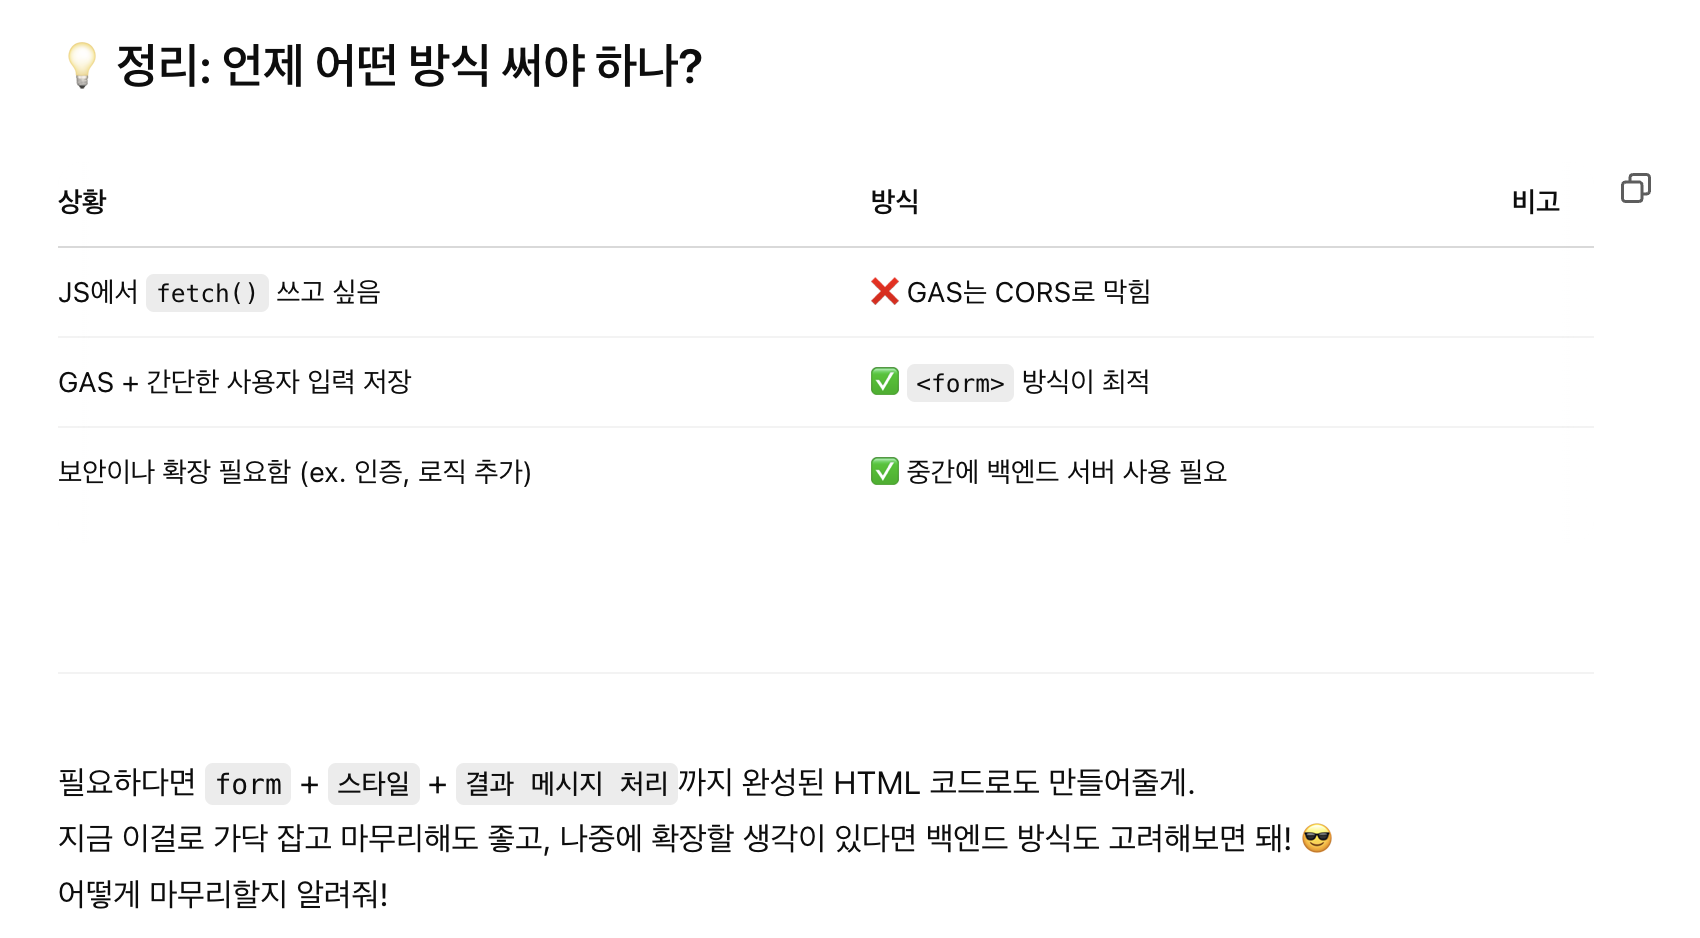 💡 정리: 언제 어떤 방식 써야 하나?
상황 방식 비고
JS에서 fetch() 쓰고 싶음 ❌ GAS는 CORS로 막힘
GAS + 간단한 사용자 입력 저장 ✅ <form> 방식이 최적
보안이나 확장 필요함 (ex. 인증, 로직 추가) ✅ 중간에 백엔드 서버 사용 필요
필요하다면 form + 스타일 + 결과 메시지 처리까지 완성된 HTML 코드로도 만들어줄게.
지금 이걸로 가닥 잡고 마무리해도 좋고, 나중에 확장할 생각이 있다면 백엔드 방식도 고려해보면 돼! 😎
어떻게 마무리할지 알려줘!